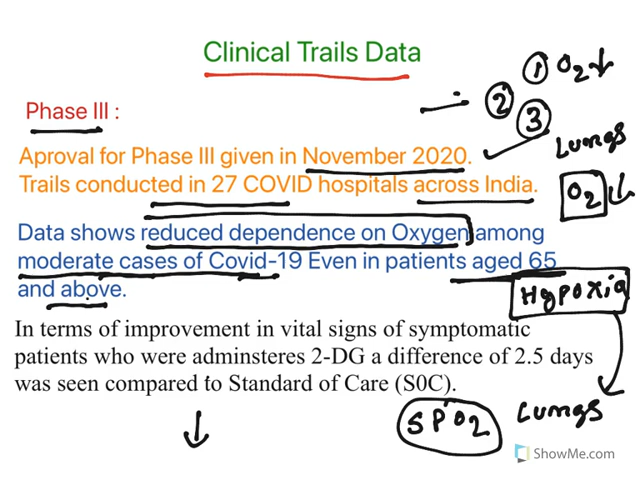 Clinical Trails Data
① O2↓
Phase III :
②
③
Aproval for Phase III given in November 2020.
Lungs
Trails conducted in 27 COVID hospitals across India.
O2 ↓
Data shows reduced dependence on Oxygen among
moderate cases of Covid-19 Even in patients aged 65
and above.
Hypoxia
In terms of improvement in vital signs of symptomatic
patients who were adminsteres 2-DG a difference of 2.5 days
was seen compared to Standard of Care (S0C).
Lungs
SPO2
ShowMe.com